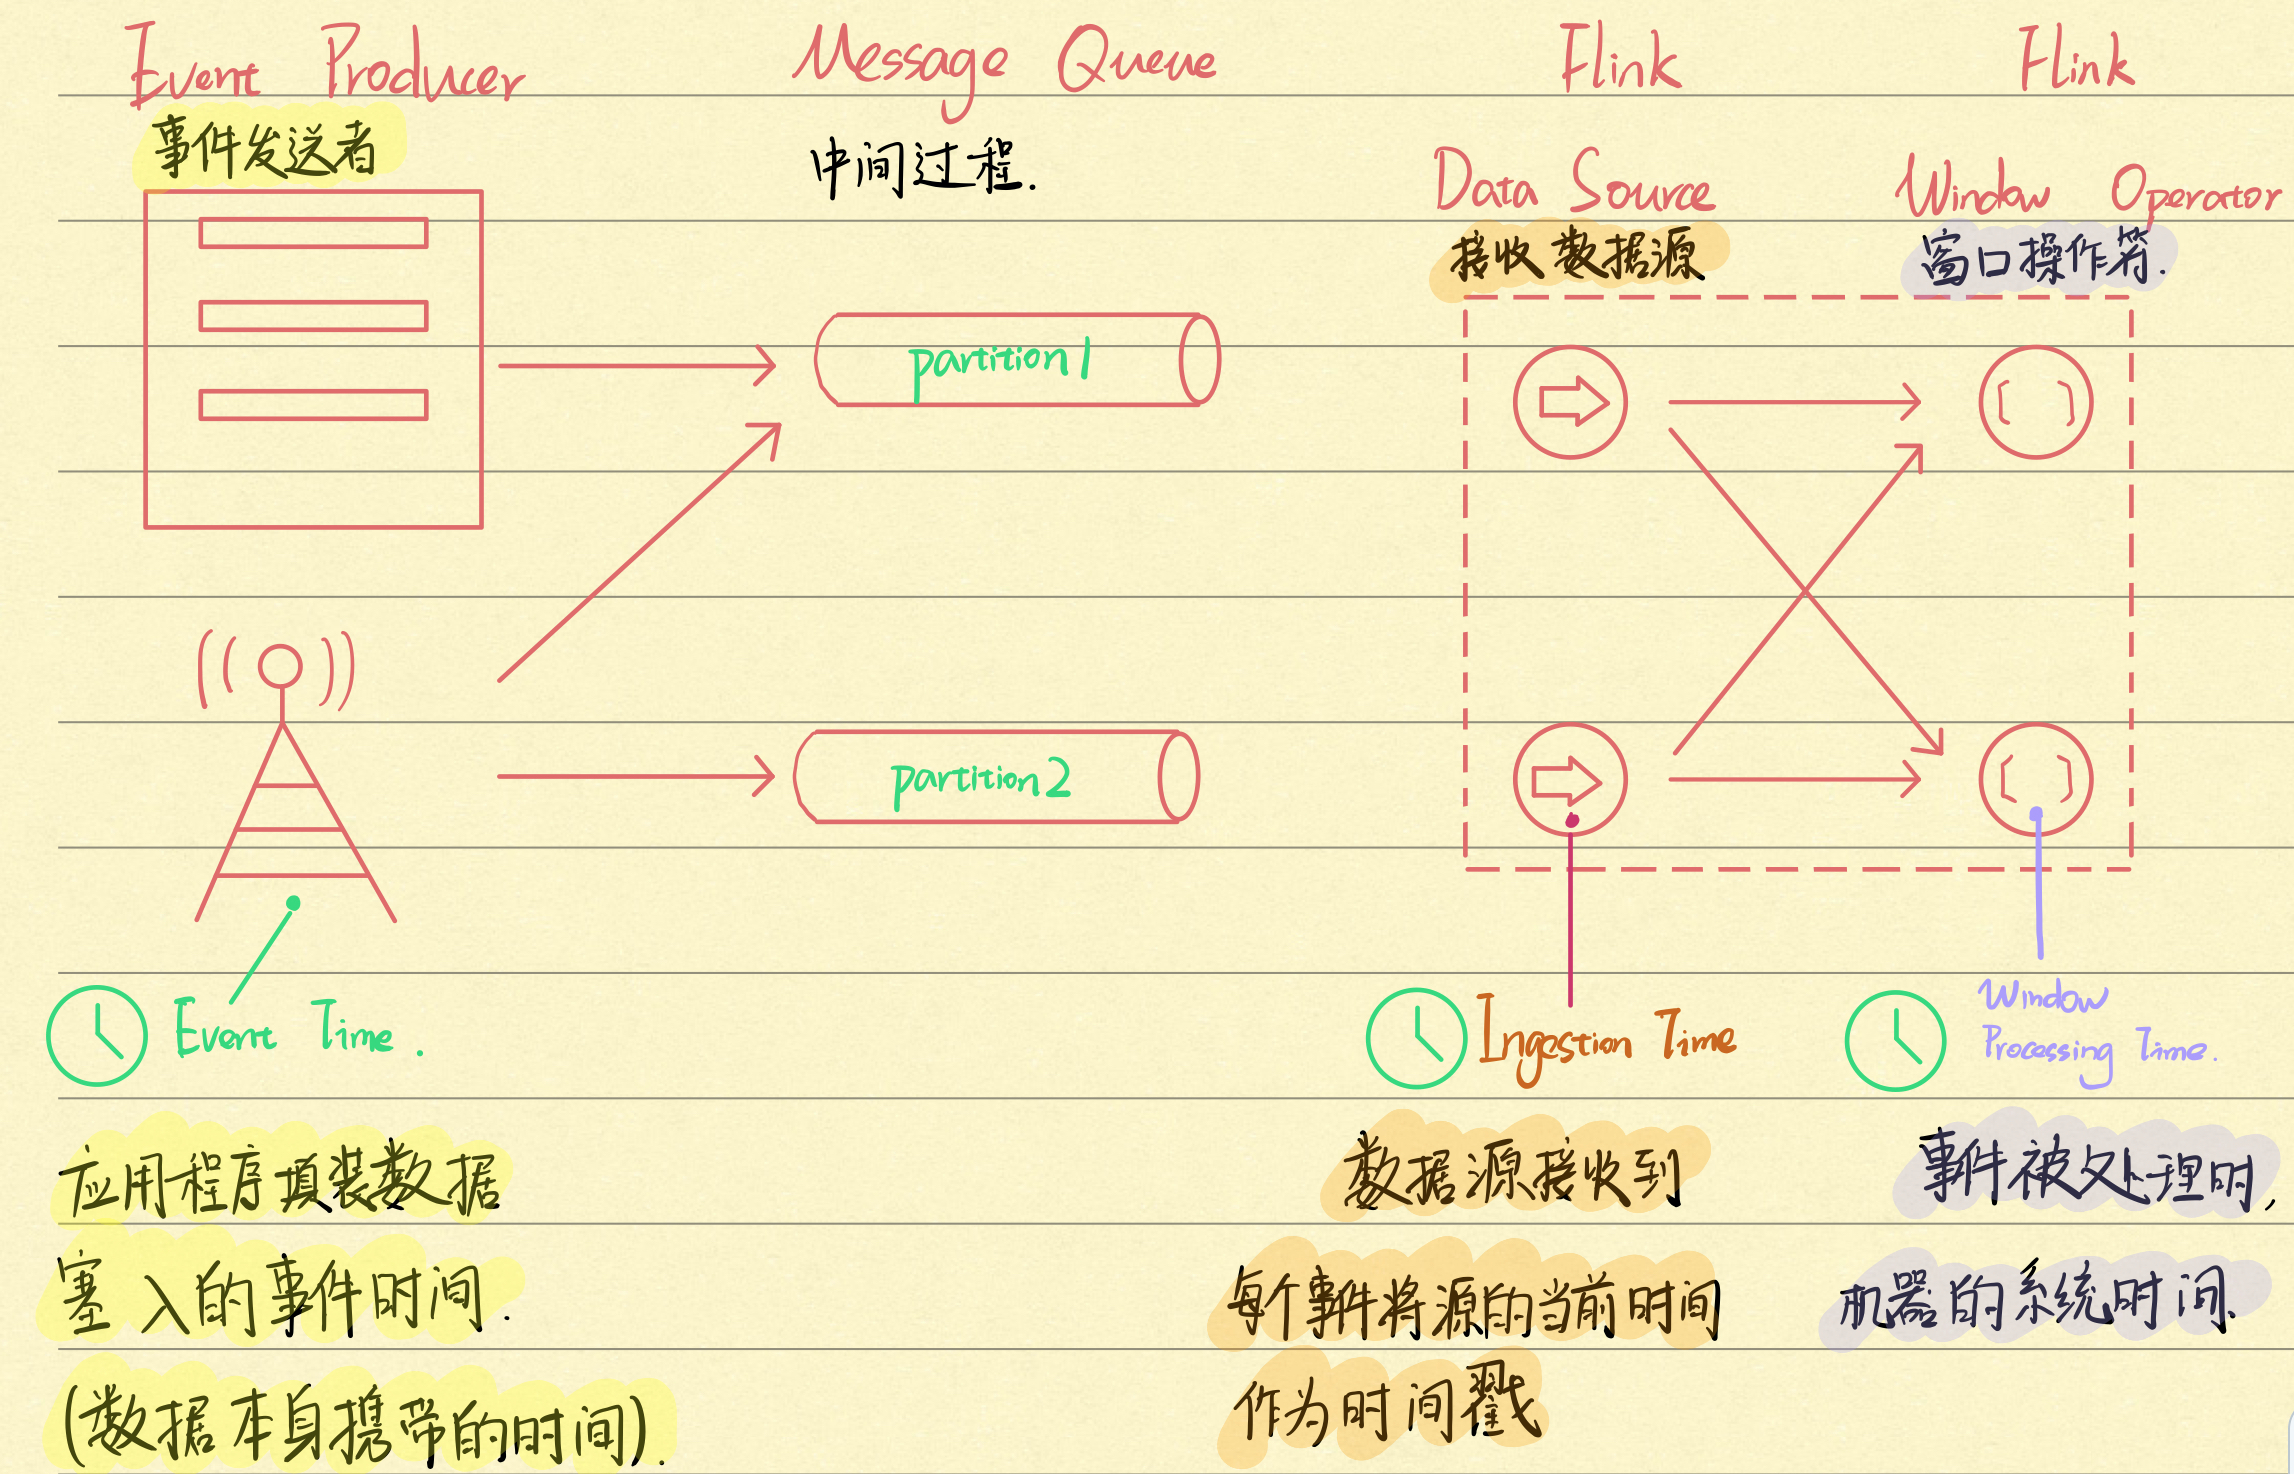 Event Producer
事件发送者
Message Queue
中间过程.
Flink
Data Source
接收数据源
Flink
Window Operator
窗口操作符.
partition1
partition2
Event Time.
Ingestion Time
Window
Processing Time.
应用程序填装数据
塞入的事件时间.
(数据本身携带的时间).
数据源接收到
每个事件将源的当前时间
作为时间戳
事件被处理时,
机器的系统时间.